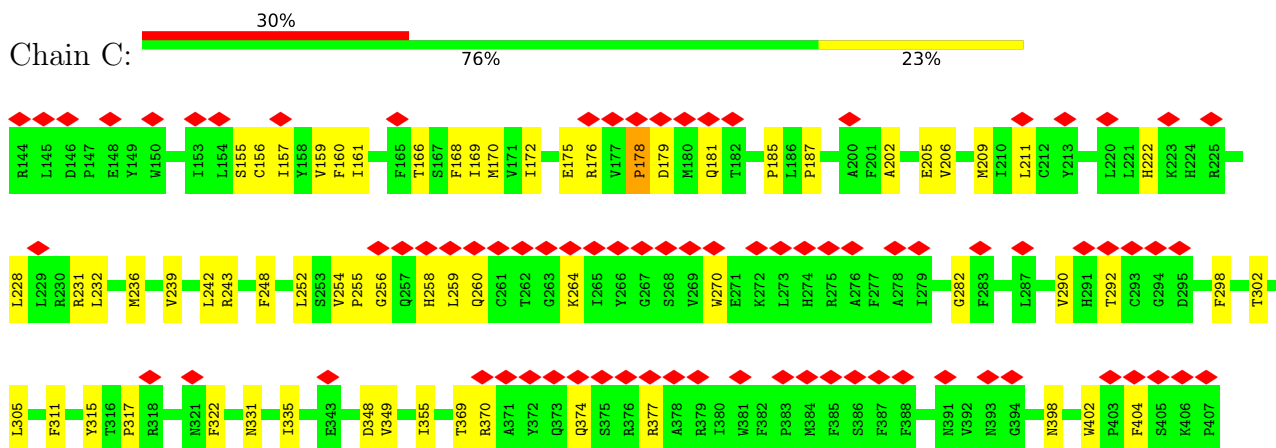 30%
Chain C:
76% 23%
R144 L145 D146 P147 E148 Y149 W150 I153 L154 S155 C156 I157 Y158 V159 F160 I161 F165 T166 S167 F168 I169 M170 V171 I172 E175 R176 V177 P178 D179 M180 Q181 T182 P185 L186 P187 A200 F201 A202 E205 V206 M209 I210 L211 C212 Y213 L220 L221 H222 K223 H224 R225
L228 L229 R230 R231 L232 M236 V239 L242 R243 F248 L252 S253 V254 P255 G256 Q257 H258 L259 Q260 C261 T262 G263 K264 I265 Y266 G267 S268 V269 W270 E271 K272 L273 H274 R275 A276 F277 A278 I279 G282 F283 L287 V290 H291 T292 C293 G294 D295 F298 T302
L305 F311 Y315 T316 P317 R318 N321 F322 N331 I335 E343 D348 V349 I355 T369 R370 A371 Y372 Q373 Q374 S375 R376 R377 A378 R379 I380 W381 F382 P383 M384 F385 S386 F387 F388 N391 V392 N393 G394 N398 W402 P403 F404 S405 K406 P407